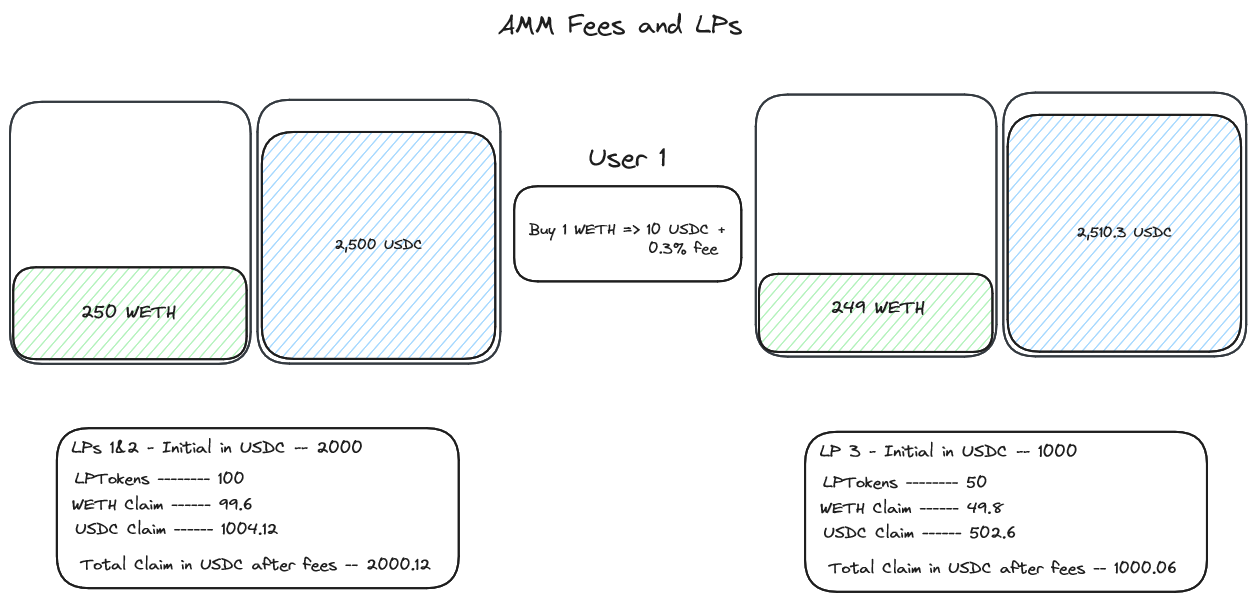 AMM Fees and LPs
250 WETH
2,500 USDC
User 1
Buy 1 WETH => 10 USDC +
0.3% fee
249 WETH
2,510.3 USDC
LPs 1&2 - Initial in USDC -- 2000
LPTokens -------- 100
WETH Claim ------ 99.6
USDC Claim ------ 1004.12
Total Claim in USDC after fees -- 2000.12
LP 3 - Initial in USDC -- 1000
LPTokens -------- 50
WETH Claim ------ 49.8
USDC Claim ------ 502.6
Total Claim in USDC after fees -- 1000.06